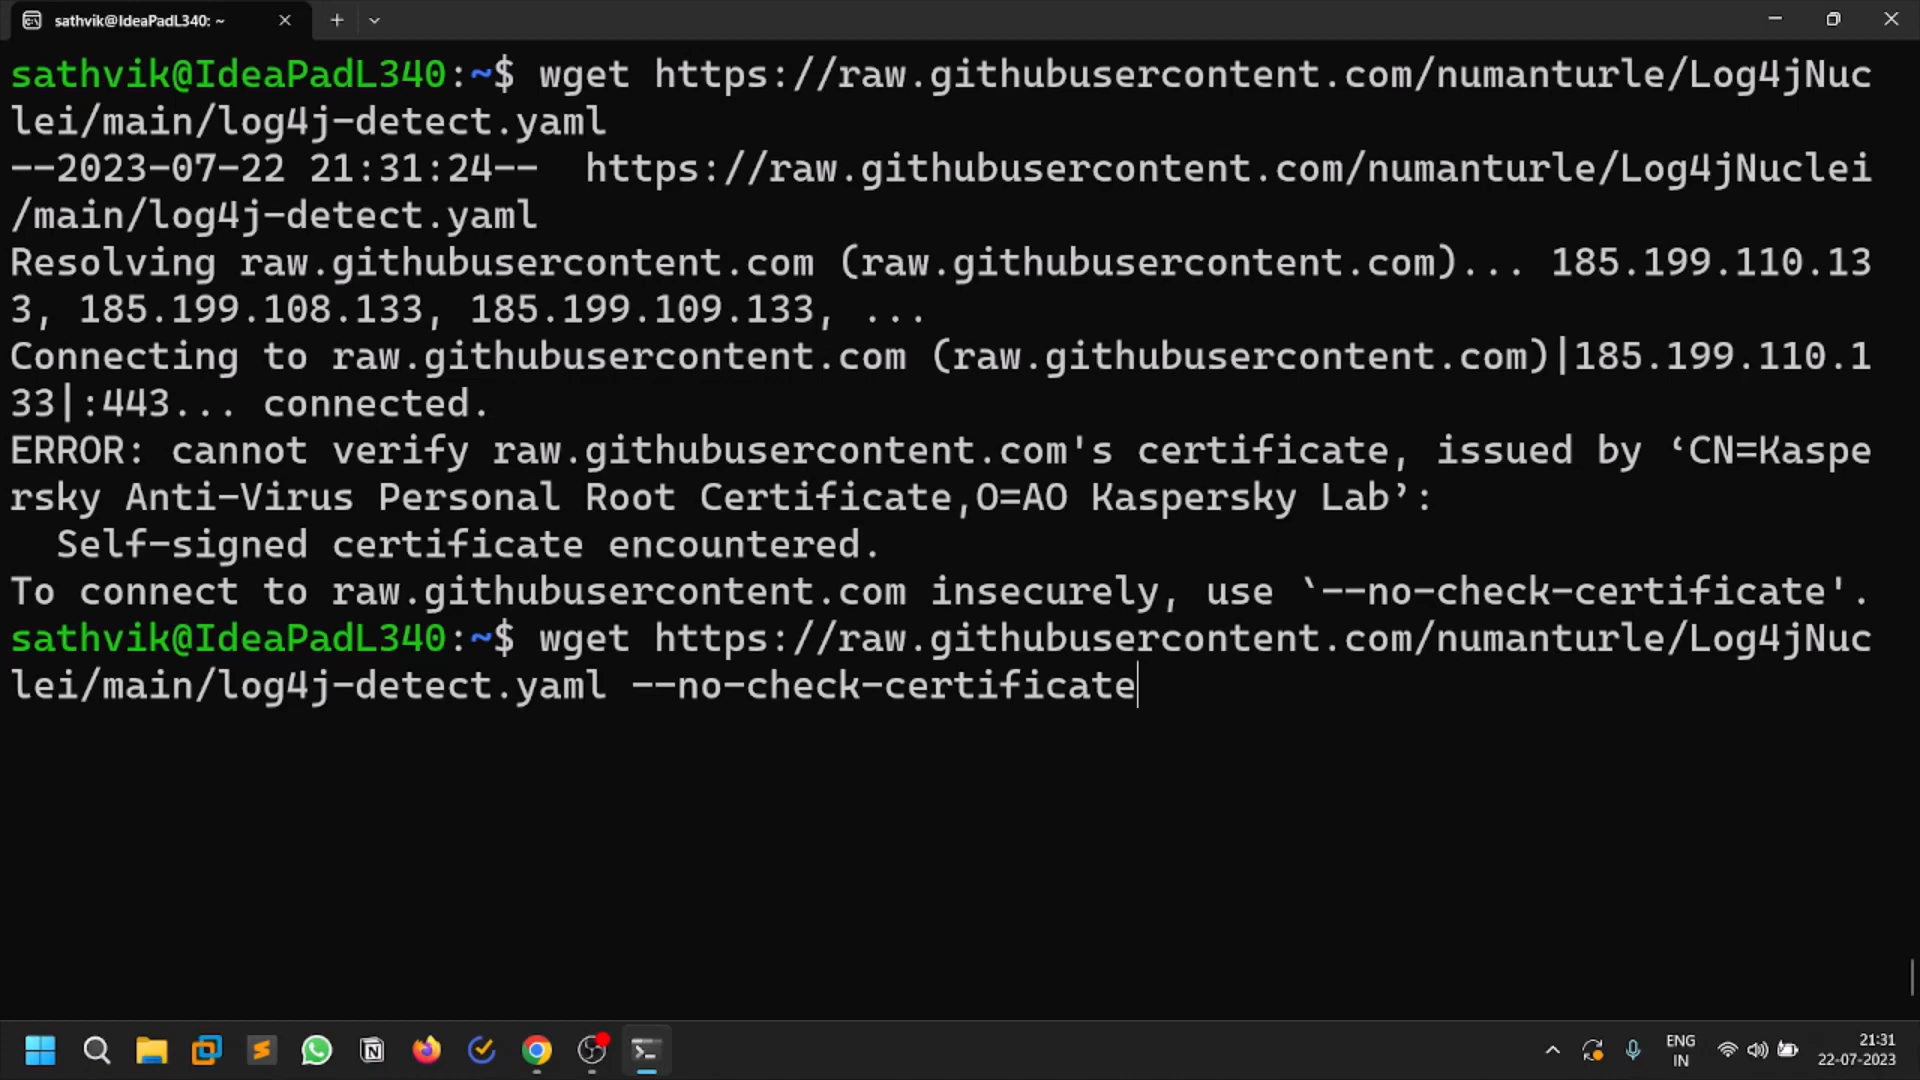 sathvik@IdeaPadL340: ~
sathvik@IdeaPadL340:~$ wget https://raw.githubusercontent.com/numanturle/Log4jNuc
lei/main/log4j-detect.yaml
--2023-07-22 21:31:24--  https://raw.githubusercontent.com/numanturle/Log4jNuclei
/main/log4j-detect.yaml
Resolving raw.githubusercontent.com (raw.githubusercontent.com)... 185.199.110.13
3, 185.199.108.133, 185.199.109.133, ...
Connecting to raw.githubusercontent.com (raw.githubusercontent.com)|185.199.110.1
33|:443... connected.
ERROR: cannot verify raw.githubusercontent.com's certificate, issued by ‘CN=Kaspe
rsky Anti-Virus Personal Root Certificate,O=AO Kaspersky Lab’:
  Self-signed certificate encountered.
To connect to raw.githubusercontent.com insecurely, use `--no-check-certificate'.
sathvik@IdeaPadL340:~$ wget https://raw.githubusercontent.com/numanturle/Log4jNuc
lei/main/log4j-detect.yaml --no-check-certificate
ENG
IN
21:31
22-07-2023